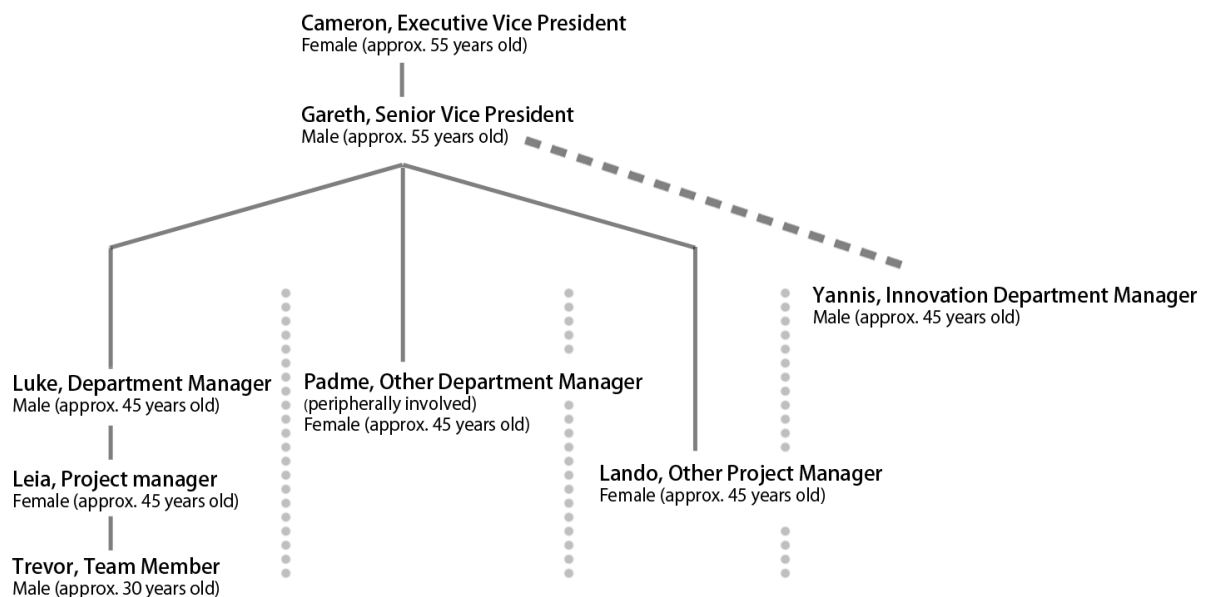 Cameron, Executive Vice President
Female (approx. 55 years old)
Gareth, Senior Vice President
Male (approx. 55 years old)
Yannis, Innovation Department Manager
Male (approx. 45 years old)
Luke, Department Manager
Male (approx. 45 years old)
Padme, Other Department Manager
(peripherally involved)
Female (approx. 45 years old)
Leia, Project manager
Female (approx. 45 years old)
Lando, Other Project Manager
Female (approx. 45 years old)
Trevor, Team Member
Male (approx. 30 years old)